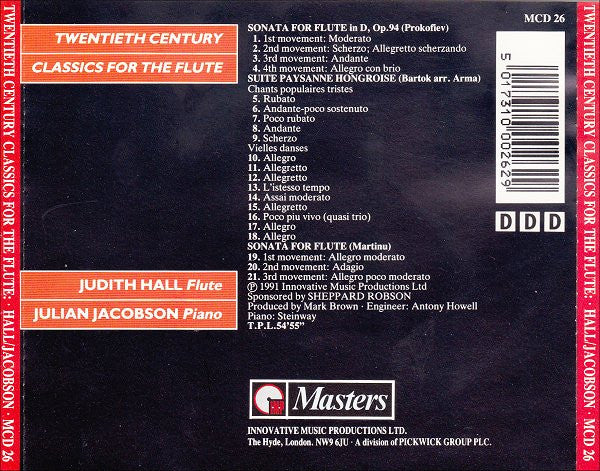 TWENTIETH CENTURY CLASSICS FOR THE FLUTE: · HALL/JACOBSON · MCD 26
TWENTIETH CENTURY
CLASSICS FOR THE FLUTE
JUDITH HALL Flute
JULIAN JACOBSON Piano
SONATA FOR FLUTE in D, Op.94 (Prokofiev)
1. 1st movement: Moderato
2. 2nd movement: Scherzo; Allegretto scherzando
3. 3rd movement: Andante
4. 4th movement: Allegro con brio
SUITE PAYSANNE HONGROISE (Bartok arr. Arma)
Chants populaires tristes
5. Rubato
6. Andante-poco sostenuto
7. Poco rubato
8. Andante
9. Scherzo
Vielles danses
10. Allegro
11. Allegretto
12. Allegretto
13. L'istesso tempo
14. Assai moderato
15. Allegretto
16. Poco piu vivo (quasi trio)
17. Allegro
18. Allegro
SONATA FOR FLUTE (Martinu)
19. 1st movement: Allegro moderato
20. 2nd movement: Adagio
21. 3rd movement: Allegro poco moderato
℗ 1991 Innovative Music Productions Ltd
Sponsored by SHEPPARD ROBSON
Produced by Mark Brown · Engineer: Antony Howell
Piano: Steinway
T.P.L.54'55"
MCD 26
5 017310 002629
DDD
Masters
INNOVATIVE MUSIC PRODUCTIONS LTD.
The Hyde, London. NW9 6JU · A division of PICKWICK GROUP PLC.
TWENTIETH CENTURY CLASSICS FOR THE FLUTE: · HALL/JACOBSON · MCD 26